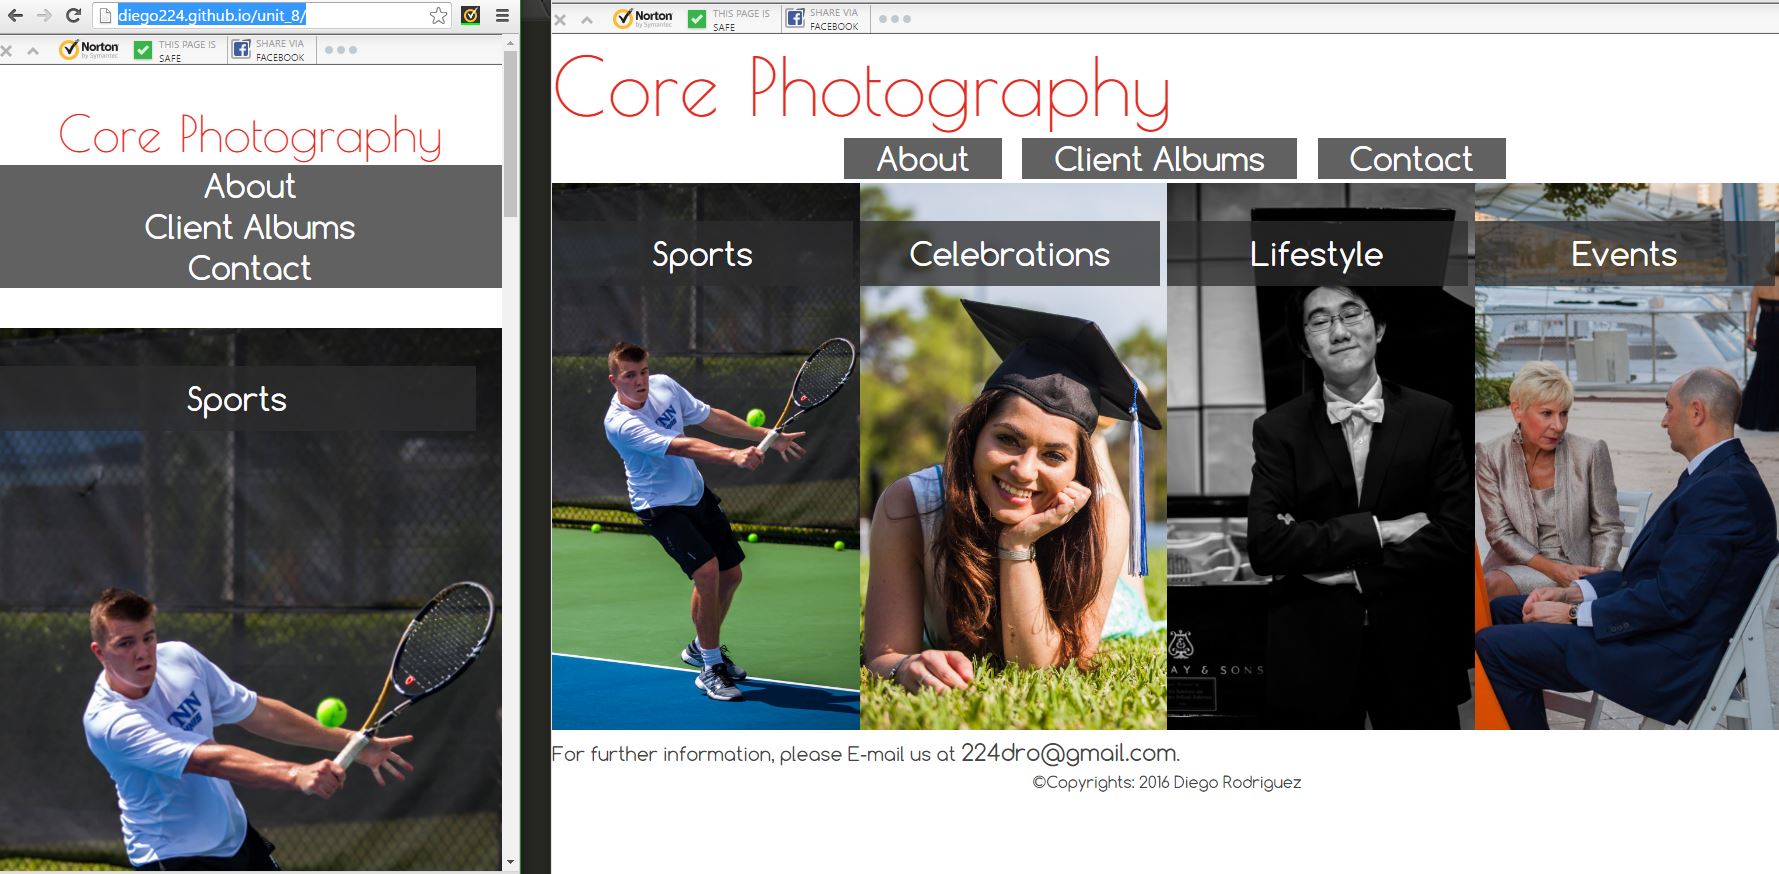 diego224.github.io/unit_8/
Norton
by Symantec
THIS PAGE IS
SAFE
SHARE VIA
FACEBOOK
Core Photography
About
Client Albums
Contact
Sports
Norton
by Symantec
THIS PAGE IS
SAFE
SHARE VIA
FACEBOOK
Core Photography
About Client Albums Contact
Sports Celebrations Lifestyle Events
AY & SONS
For further information, please E-mail us at 224dro@gmail.com.
©Copyrights: 2016 Diego Rodriguez